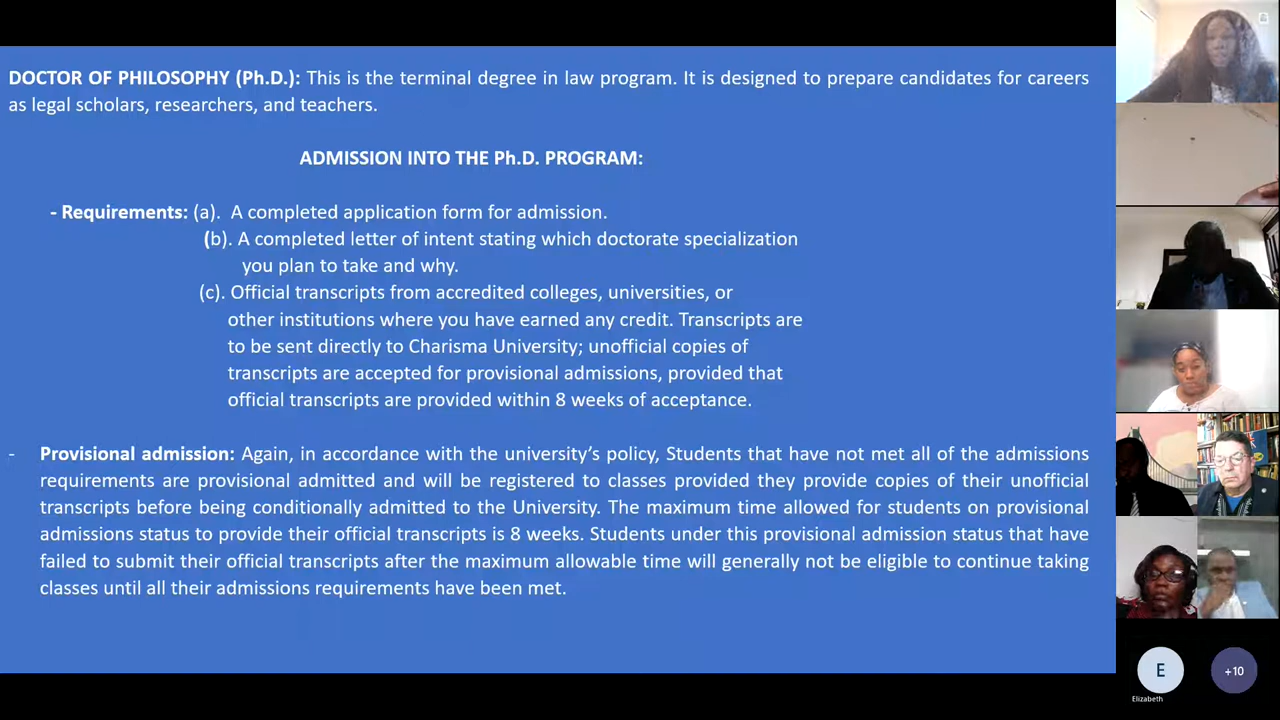 DOCTOR OF PHILOSOPHY (Ph.D.): This is the terminal degree in law program. It is designed to prepare candidates for careers
as legal scholars, researchers, and teachers.
ADMISSION INTO THE Ph.D. PROGRAM:
- Requirements: (a). A completed application form for admission.
(b). A completed letter of intent stating which doctorate specialization
you plan to take and why.
(c). Official transcripts from accredited colleges, universities, or
other institutions where you have earned any credit. Transcripts are
to be sent directly to Charisma University; unofficial copies of
transcripts are accepted for provisional admissions, provided that
official transcripts are provided within 8 weeks of acceptance.
- Provisional admission: Again, in accordance with the university’s policy, Students that have not met all of the admissions
requirements are provisional admitted and will be registered to classes provided they provide copies of their unofficial
transcripts before being conditionally admitted to the University. The maximum time allowed for students on provisional
admissions status to provide their official transcripts is 8 weeks. Students under this provisional admission status that have
failed to submit their official transcripts after the maximum allowable time will generally not be eligible to continue taking
classes until all their admissions requirements have been met.
E
+10
Elizabeth